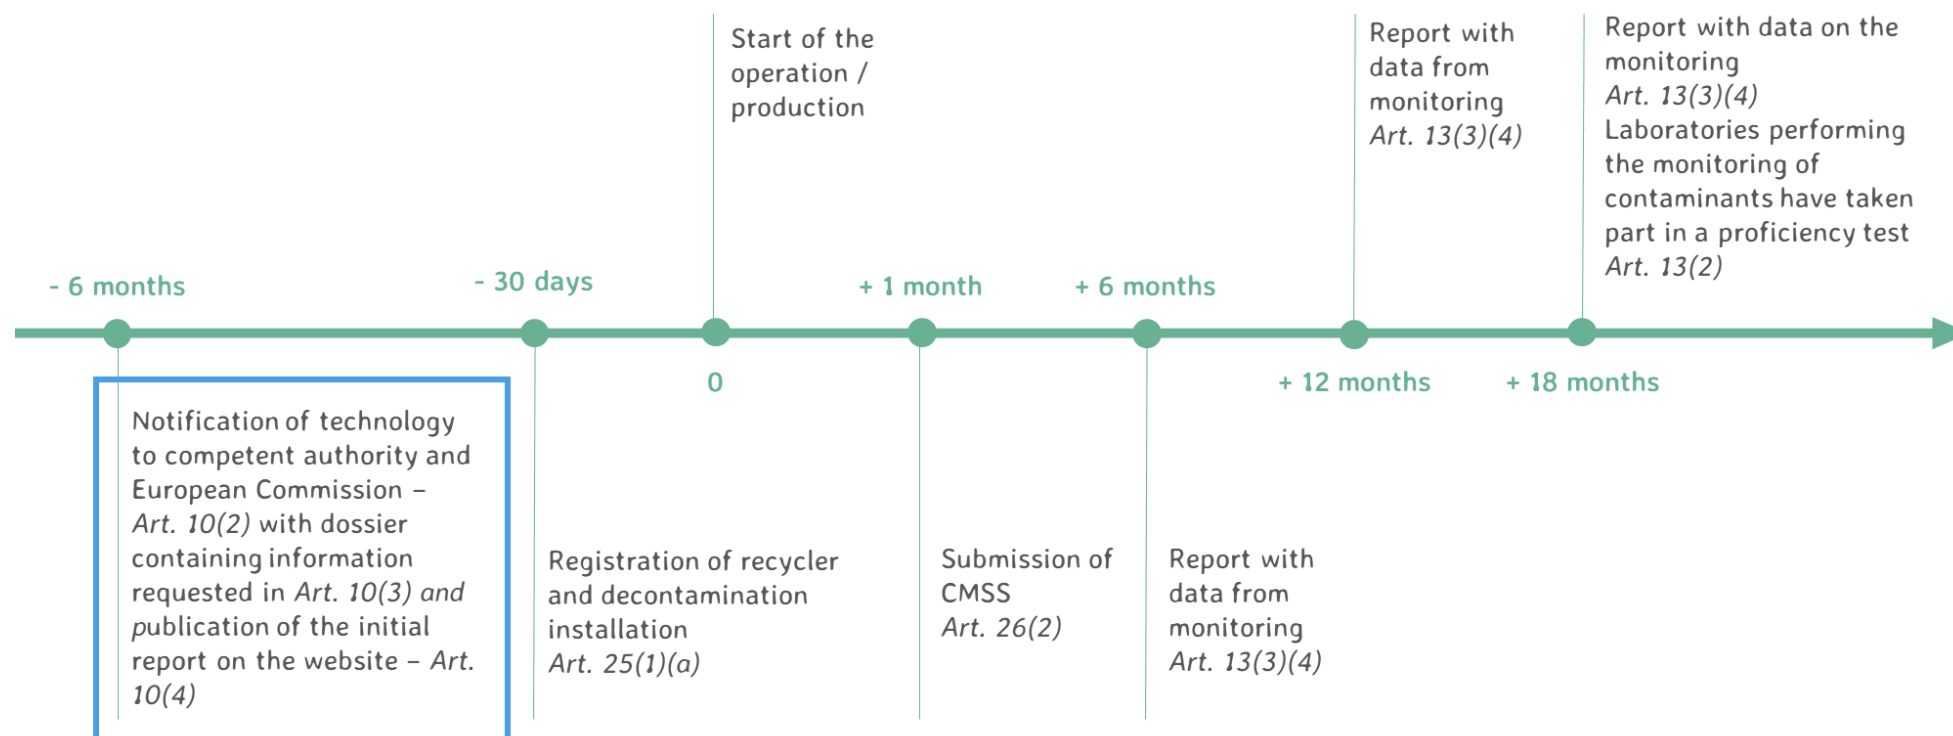 Start of the
operation /
production
Report with
data from
monitoring
Art. 13(3)(4)
Report with data on the
monitoring
Art. 13(3)(4)
Laboratories performing
the monitoring of
contaminants have taken
part in a proficiency test
Art. 13(2)
- 6 months
- 30 days
+ 1 month
+ 6 months
0
+ 12 months
+ 18 months
Notification of technology
to competent authority and
European Commission –
Art. 10(2) with dossier
containing information
requested in Art. 10(3) and
publication of the initial
report on the website – Art.
10(4)
Registration of recycler
and decontamination
installation
Art. 25(1)(a)
Submission of
CMSS
Art. 26(2)
Report with
data from
monitoring
Art. 13(3)(4)